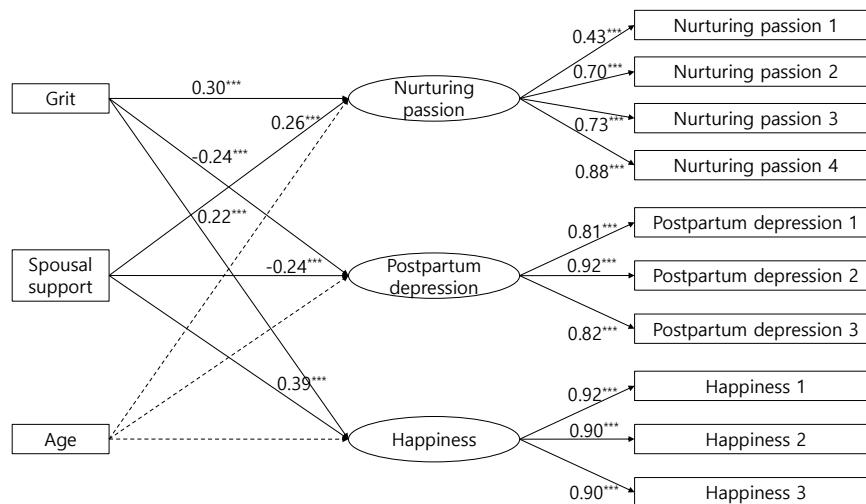 Grit
Spousal
support
Age
0.30***
0.26***
-0.24***
0.22***
-0.24***
0.39***
Nurturing
passion
Postpartum
depression
Happiness
0.43***
0.70***
0.73***
0.88***
0.81***
0.92***
0.82***
0.92***
0.90***
0.90***
Nurturing passion 1
Nurturing passion 2
Nurturing passion 3
Nurturing passion 4
Postpartum depression 1
Postpartum depression 2
Postpartum depression 3
Happiness 1
Happiness 2
Happiness 3